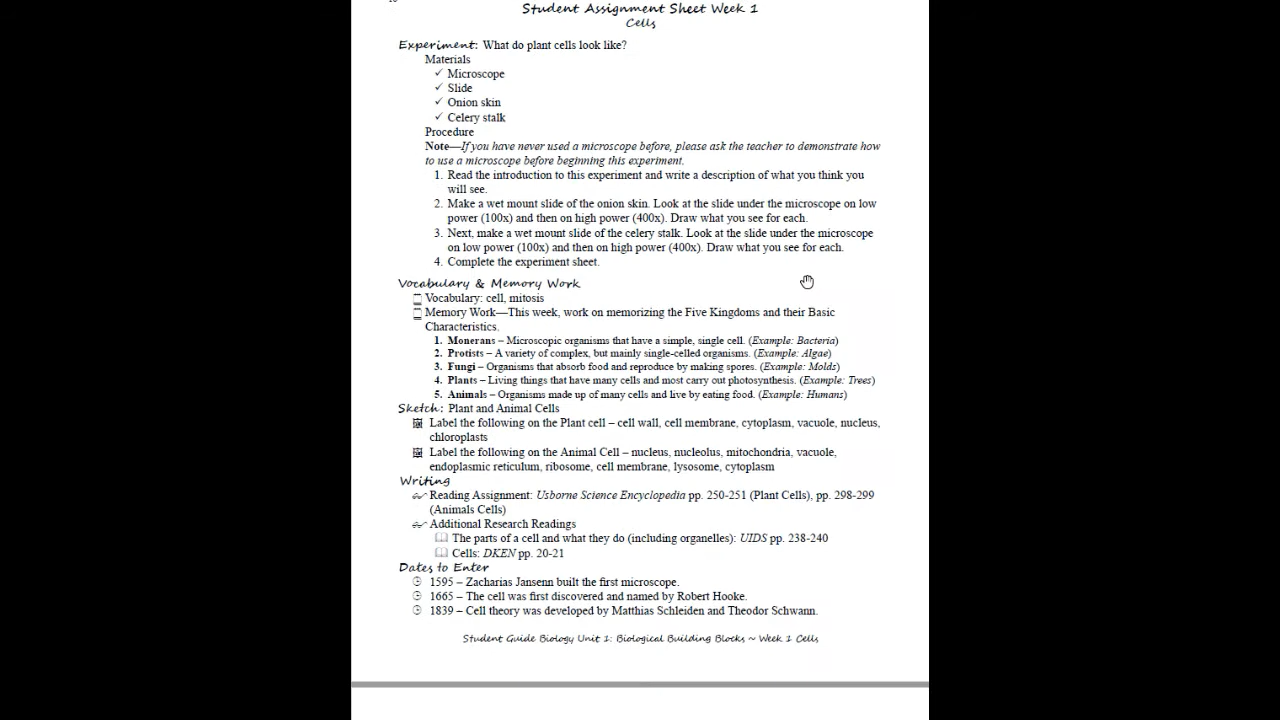 Student Assignment Sheet Week 1
Cells
Experiment: What do plant cells look like?
Materials
✓ Microscope
✓ Slide
✓ Onion skin
✓ Celery stalk
Procedure
Note—If you have never used a microscope before, please ask the teacher to demonstrate how
to use a microscope before beginning this experiment.
1. Read the introduction to this experiment and write a description of what you think you
will see.
2. Make a wet mount slide of the onion skin. Look at the slide under the microscope on low
power (100x) and then on high power (400x). Draw what you see for each.
3. Next, make a wet mount slide of the celery stalk. Look at the slide under the microscope
on low power (100x) and then on high power (400x). Draw what you see for each.
4. Complete the experiment sheet.
Vocabulary & Memory Work
Vocabulary: cell, mitosis
Memory Work—This week, work on memorizing the Five Kingdoms and their Basic
Characteristics.
1. Monerans – Microscopic organisms that have a simple, single cell. (Example: Bacteria)
2. Protists – A variety of complex, but mainly single-celled organisms. (Example: Algae)
3. Fungi – Organisms that absorb food and reproduce by making spores. (Example: Molds)
4. Plants – Living things that have many cells and most carry out photosynthesis. (Example: Trees)
5. Animals – Organisms made up of many cells and live by eating food. (Example: Humans)
Sketch: Plant and Animal Cells
Label the following on the Plant cell – cell wall, cell membrane, cytoplasm, vacuole, nucleus,
chloroplasts
Label the following on the Animal Cell – nucleus, nucleolus, mitochondria, vacuole,
endoplasmic reticulum, ribosome, cell membrane, lysosome, cytoplasm
Writing
Reading Assignment: Usborne Science Encyclopedia pp. 250-251 (Plant Cells), pp. 298-299
(Animals Cells)
Additional Research Readings
The parts of a cell and what they do (including organelles): UIDS pp. 238-240
Cells: DKEN pp. 20-21
Dates to Enter
1595 – Zacharias Jansenn built the first microscope.
1665 – The cell was first discovered and named by Robert Hooke.
1839 – Cell theory was developed by Matthias Schleiden and Theodor Schwann.
Student Guide Biology Unit 1: Biological Building Blocks ~ Week 1 Cells